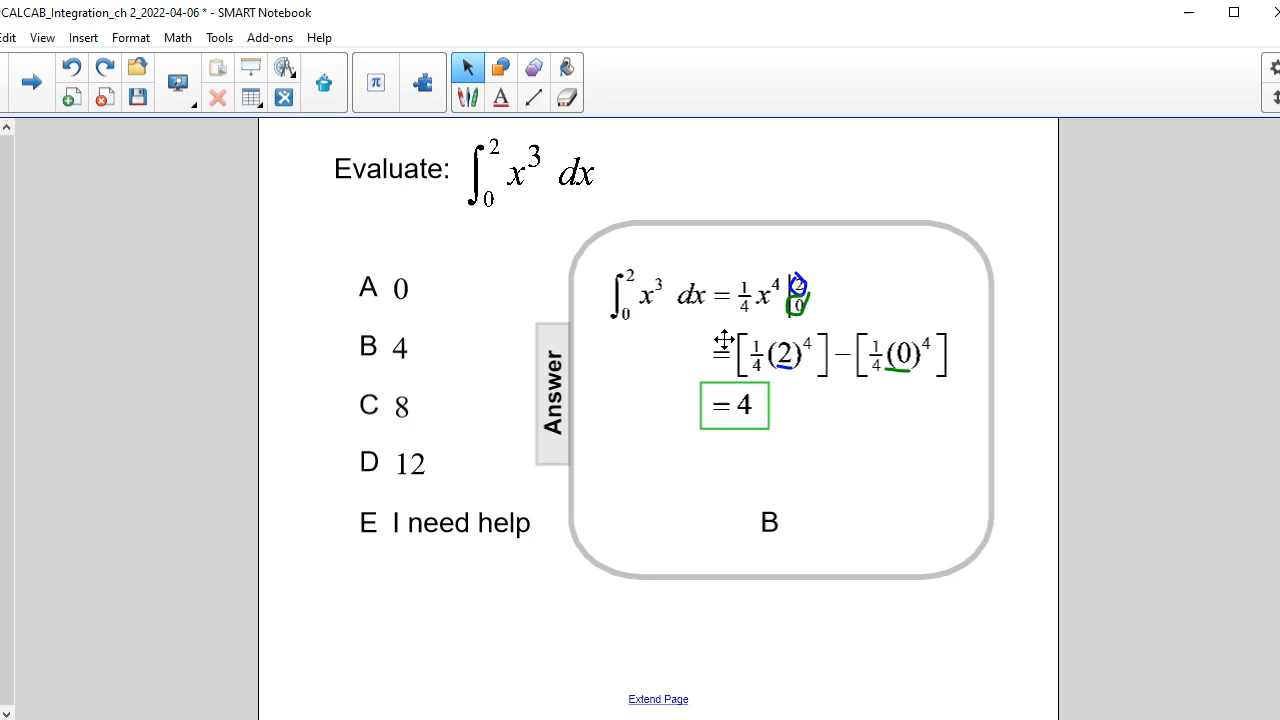 CALCAB_Integration_ch 2_2022-04-06 * - SMART Notebook
Edit View Insert Format Math Tools Add-ons Help
π
A
Evaluate: ∫₀² x³ dx
A 0
B 4
C 8
D 12
E I need help
Answer
∫₀² x³ dx = ¼ x⁴ |₀²
= [¼(2)⁴] − [¼(0)⁴]
= 4
B
Extend Page